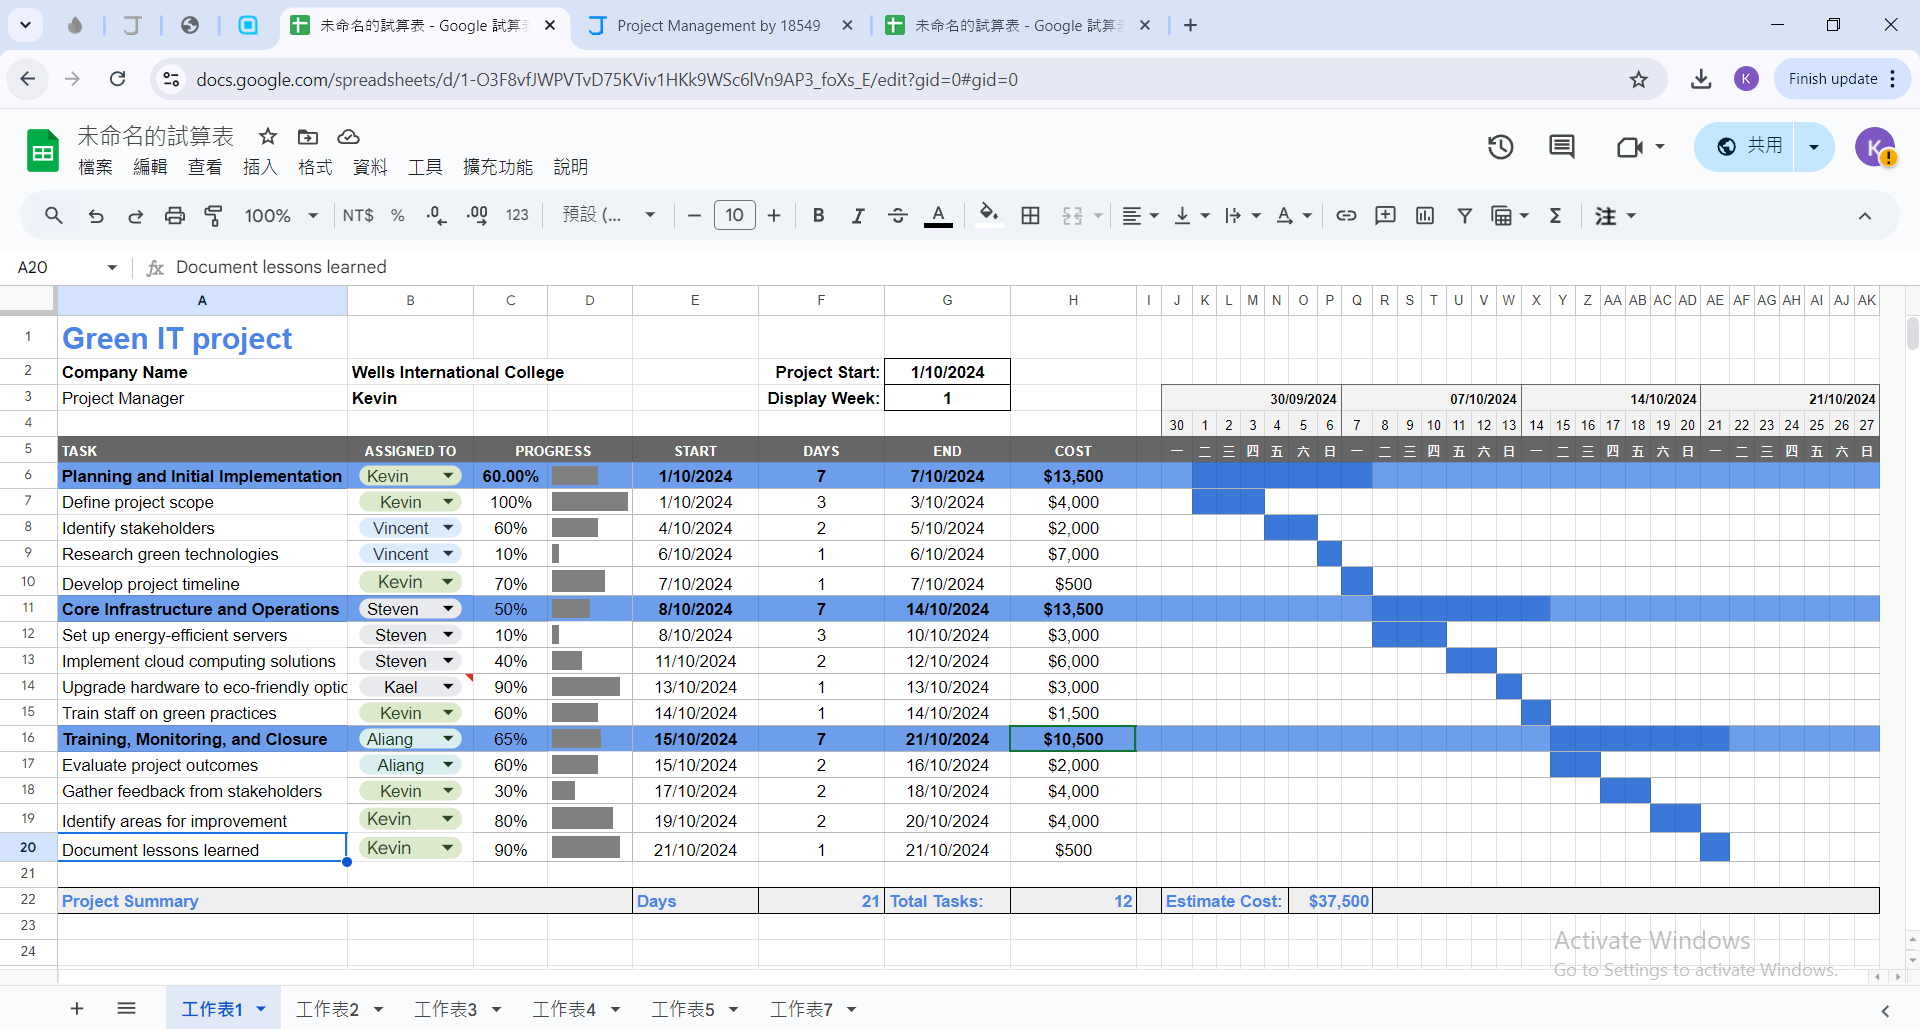 未命名的試算表 - Google 試算
Project Management by 18549
未命名的試算表 - Google 試算
docs.google.com/spreadsheets/d/1-O3F8vfJWPVTvD75KViv1HKk9WSc6lVn9AP3_foXs_E/edit?gid=0#gid=0
K
Finish update
未命名的試算表
檔案 編輯 查看 插入 格式 資料 工具 擴充功能 說明
共用
K
100% NT$ % .0 .00 123 預設 (... 10 B I A Σ 注
A20
fx Document lessons learned
A B C D E F G H I J K L M N O P Q R S T U V W X Y Z AA AB AC AD AE AF AG AH AI AJ AK
1 Green IT project
2 Company Name Wells International College Project Start: 1/10/2024
3 Project Manager Kevin Display Week: 1 30/09/2024 07/10/2024 14/10/2024 21/10/2024
4 30 1 2 3 4 5 6 7 8 9 10 11 12 13 14 15 16 17 18 19 20 21 22 23 24 25 26 27
5 TASK ASSIGNED TO PROGRESS START DAYS END COST 一 二 三 四 五 六 日 一 二 三 四 五 六 日 一 二 三 四 五 六 日 一 二 三 四 五 六 日
6 Planning and Initial Implementation Kevin 60.00% 1/10/2024 7 7/10/2024 $13,500
7 Define project scope Kevin 100% 1/10/2024 3 3/10/2024 $4,000
8 Identify stakeholders Vincent 60% 4/10/2024 2 5/10/2024 $2,000
9 Research green technologies Vincent 10% 6/10/2024 1 6/10/2024 $7,000
10 Develop project timeline Kevin 70% 7/10/2024 1 7/10/2024 $500
11 Core Infrastructure and Operations Steven 50% 8/10/2024 7 14/10/2024 $13,500
12 Set up energy-efficient servers Steven 10% 8/10/2024 3 10/10/2024 $3,000
13 Implement cloud computing solutions Steven 40% 11/10/2024 2 12/10/2024 $6,000
14 Upgrade hardware to eco-friendly optic Kael 90% 13/10/2024 1 13/10/2024 $3,000
15 Train staff on green practices Kevin 60% 14/10/2024 1 14/10/2024 $1,500
16 Training, Monitoring, and Closure Aliang 65% 15/10/2024 7 21/10/2024 $10,500
17 Evaluate project outcomes Aliang 60% 15/10/2024 2 16/10/2024 $2,000
18 Gather feedback from stakeholders Kevin 30% 17/10/2024 2 18/10/2024 $4,000
19 Identify areas for improvement Kevin 80% 19/10/2024 2 20/10/2024 $4,000
20 Document lessons learned Kevin 90% 21/10/2024 1 21/10/2024 $500
21
22 Project Summary Days 21 Total Tasks: 12 Estimate Cost: $37,500
23
24
Activate Windows
Go to Settings to activate Windows.
工作表1 工作表2 工作表3 工作表4 工作表5 工作表7